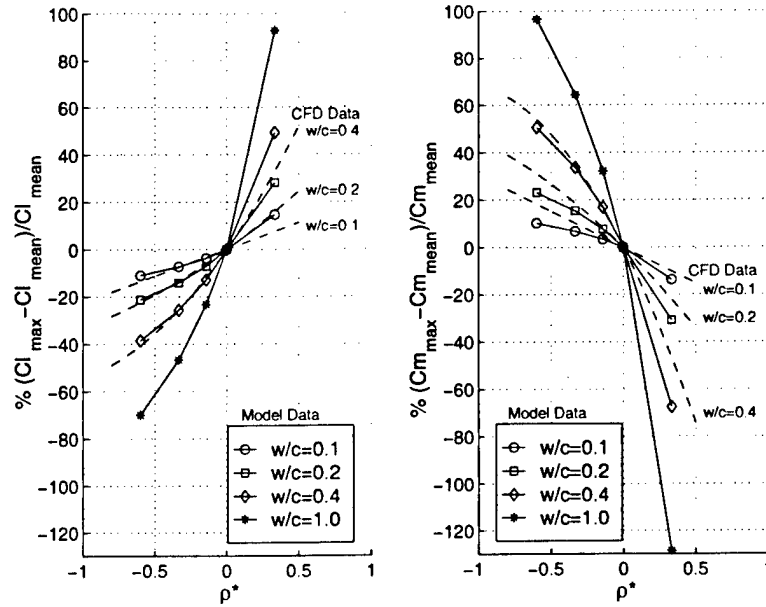 % (Cl_max−Cl_mean)/Cl_mean
100
80
60
40
20
0
−20
−40
−60
−80
−100
−120
−1
−0.5
0
0.5
1
ρ*
CFD Data
w/c=0.4
w/c=0.2
w/c=0.1
Model Data
w/c=0.1
w/c=0.2
w/c=0.4
w/c=1.0
% (Cm_max−Cm_mean)/Cm_mean
100
80
60
40
20
0
−20
−40
−60
−80
−100
−120
−1
−0.5
0
0.5
1
ρ*
CFD Data
w/c=0.1
w/c=0.2
w/c=0.4
Model Data
w/c=0.1
w/c=0.2
w/c=0.4
w/c=1.0